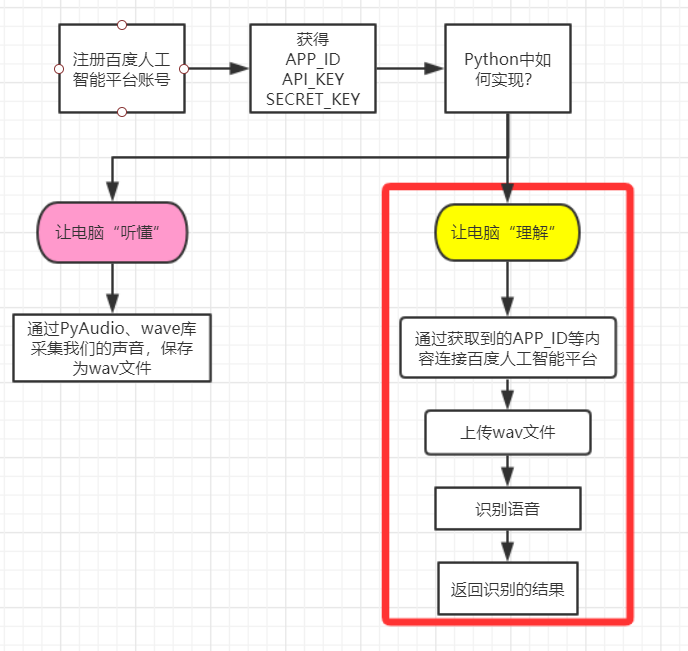 注册百度人工
智能平台账号
获得
APP_ID
API_KEY
SECRET_KEY
Python中如
何实现?
让电脑“听懂”
通过PyAudio、wave库
采集我们的声音，保存
为wav文件
让电脑“理解”
通过获取到的APP_ID等内
容连接百度人工智能平台
上传wav文件
识别语音
返回识别的结果